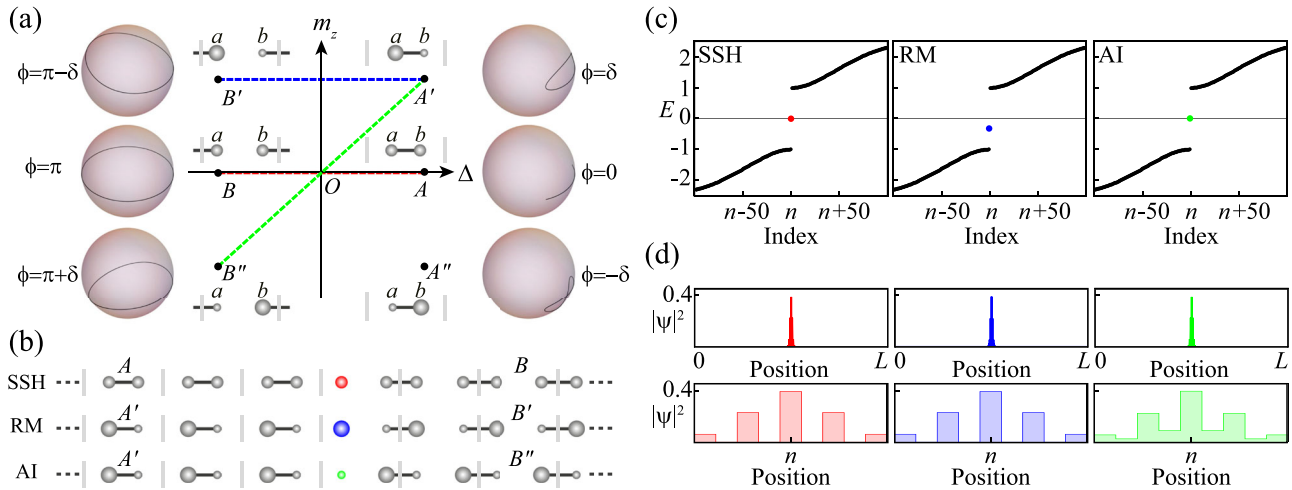 (a)
m_z
a b
a b
ϕ=π−δ
ϕ=δ
B′
A′
a b
a b
ϕ=π
ϕ=0
B
O
A
Δ
ϕ=π+δ
ϕ=−δ
B″
A″
a b
a b
(b)
A
B
SSH
A′
B′
RM
A′
B″
AI
(c)
SSH
RM
AI
2
1
E
0
-1
-2
n-50 n n+50
n-50 n n+50
n-50 n n+50
Index
Index
Index
(d)
0.4
|ψ|²
0 L
0 L
0 L
Position
Position
Position
0.4
|ψ|²
n
n
n
Position
Position
Position